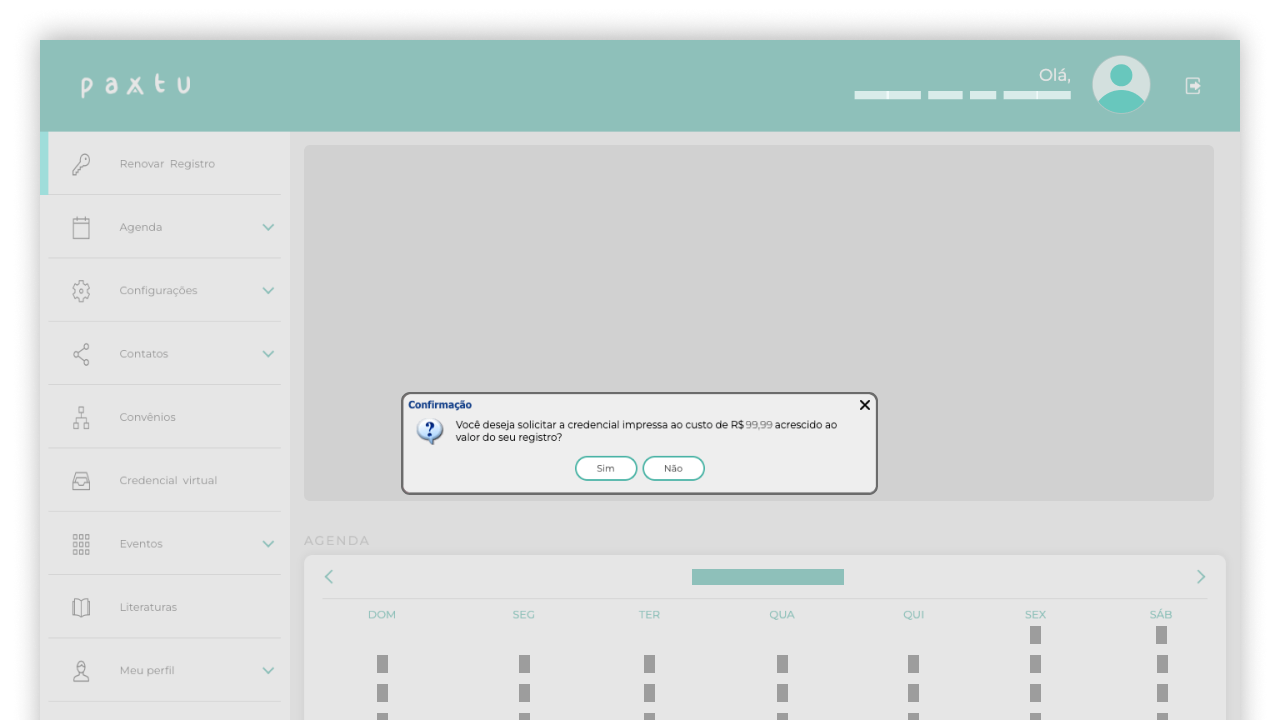 paxtu
Olá,
Renovar Registro
Agenda
Configurações
Contatos
Convênios
Credencial virtual
Eventos
Literaturas
Meu perfil
Confirmação
Você deseja solicitar a credencial impressa ao custo de R$ 99,99 acrescido ao
valor do seu registro?
Sim Não
AGENDA
DOM SEG TER QUA QUI SEX SÁB